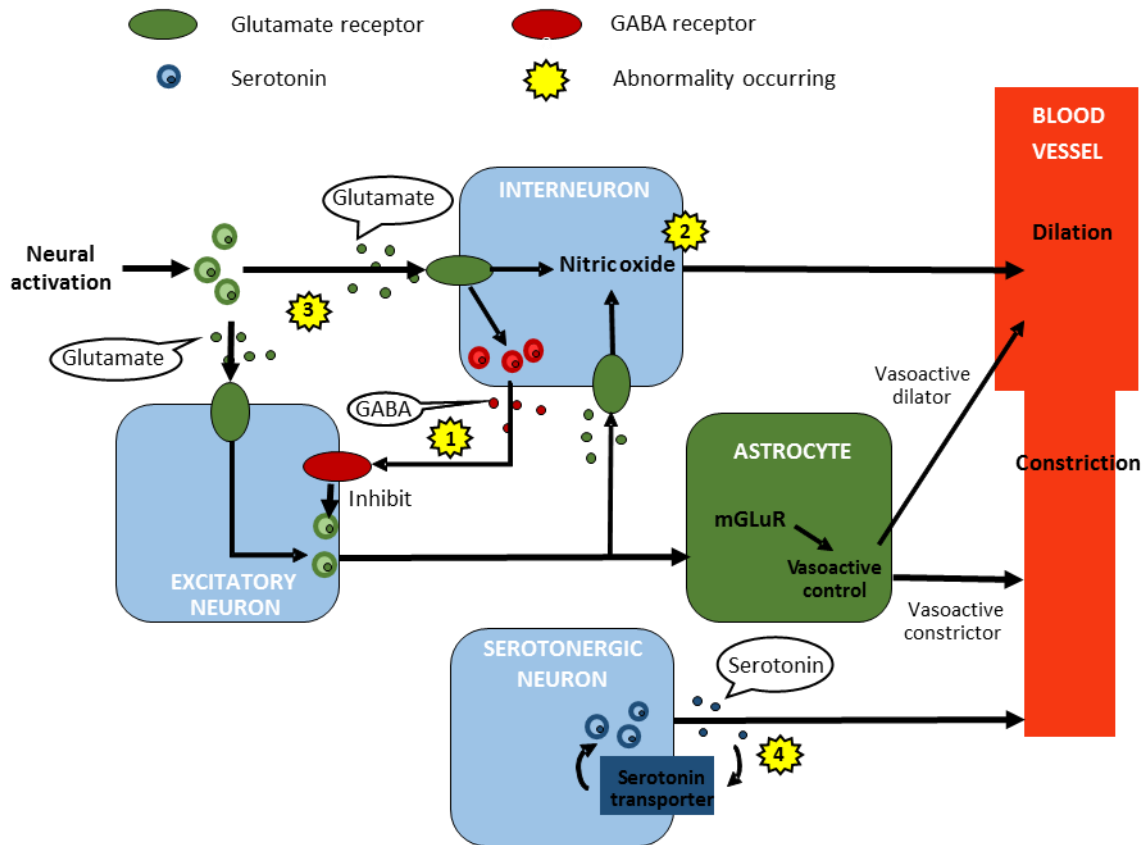 Glutamate receptor
GABA receptor
Serotonin
Abnormality occurring
BLOOD
VESSEL
INTERNEURON
Glutamate
2
Dilation
Neural
activation
Nitric oxide
3
Glutamate
GABA
1
Vasoactive
dilator
ASTROCYTE
Constriction
Inhibit
mGLuR
Vasoactive
control
EXCITATORY
NEURON
Vasoactive
constrictor
SEROTONERGIC
NEURON
Serotonin
4
Serotonin
transporter